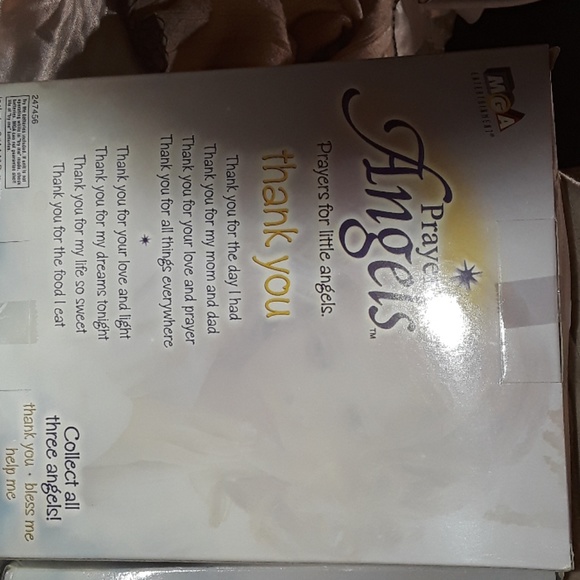 MGA
ENTERTAINMENT
Praye
Angels™
Prayers for little angels.
thank you
Thank you for the day I had
Thank you for my mom and dad
Thank you for your love and prayer
Thank you for all things everywhere
Thank you for your love and light
Thank you for my dreams tonight
Thank you for my life so sweet
Thank you for the food I eat
Collect all
three angels!
thank you • bless me
help me
247456